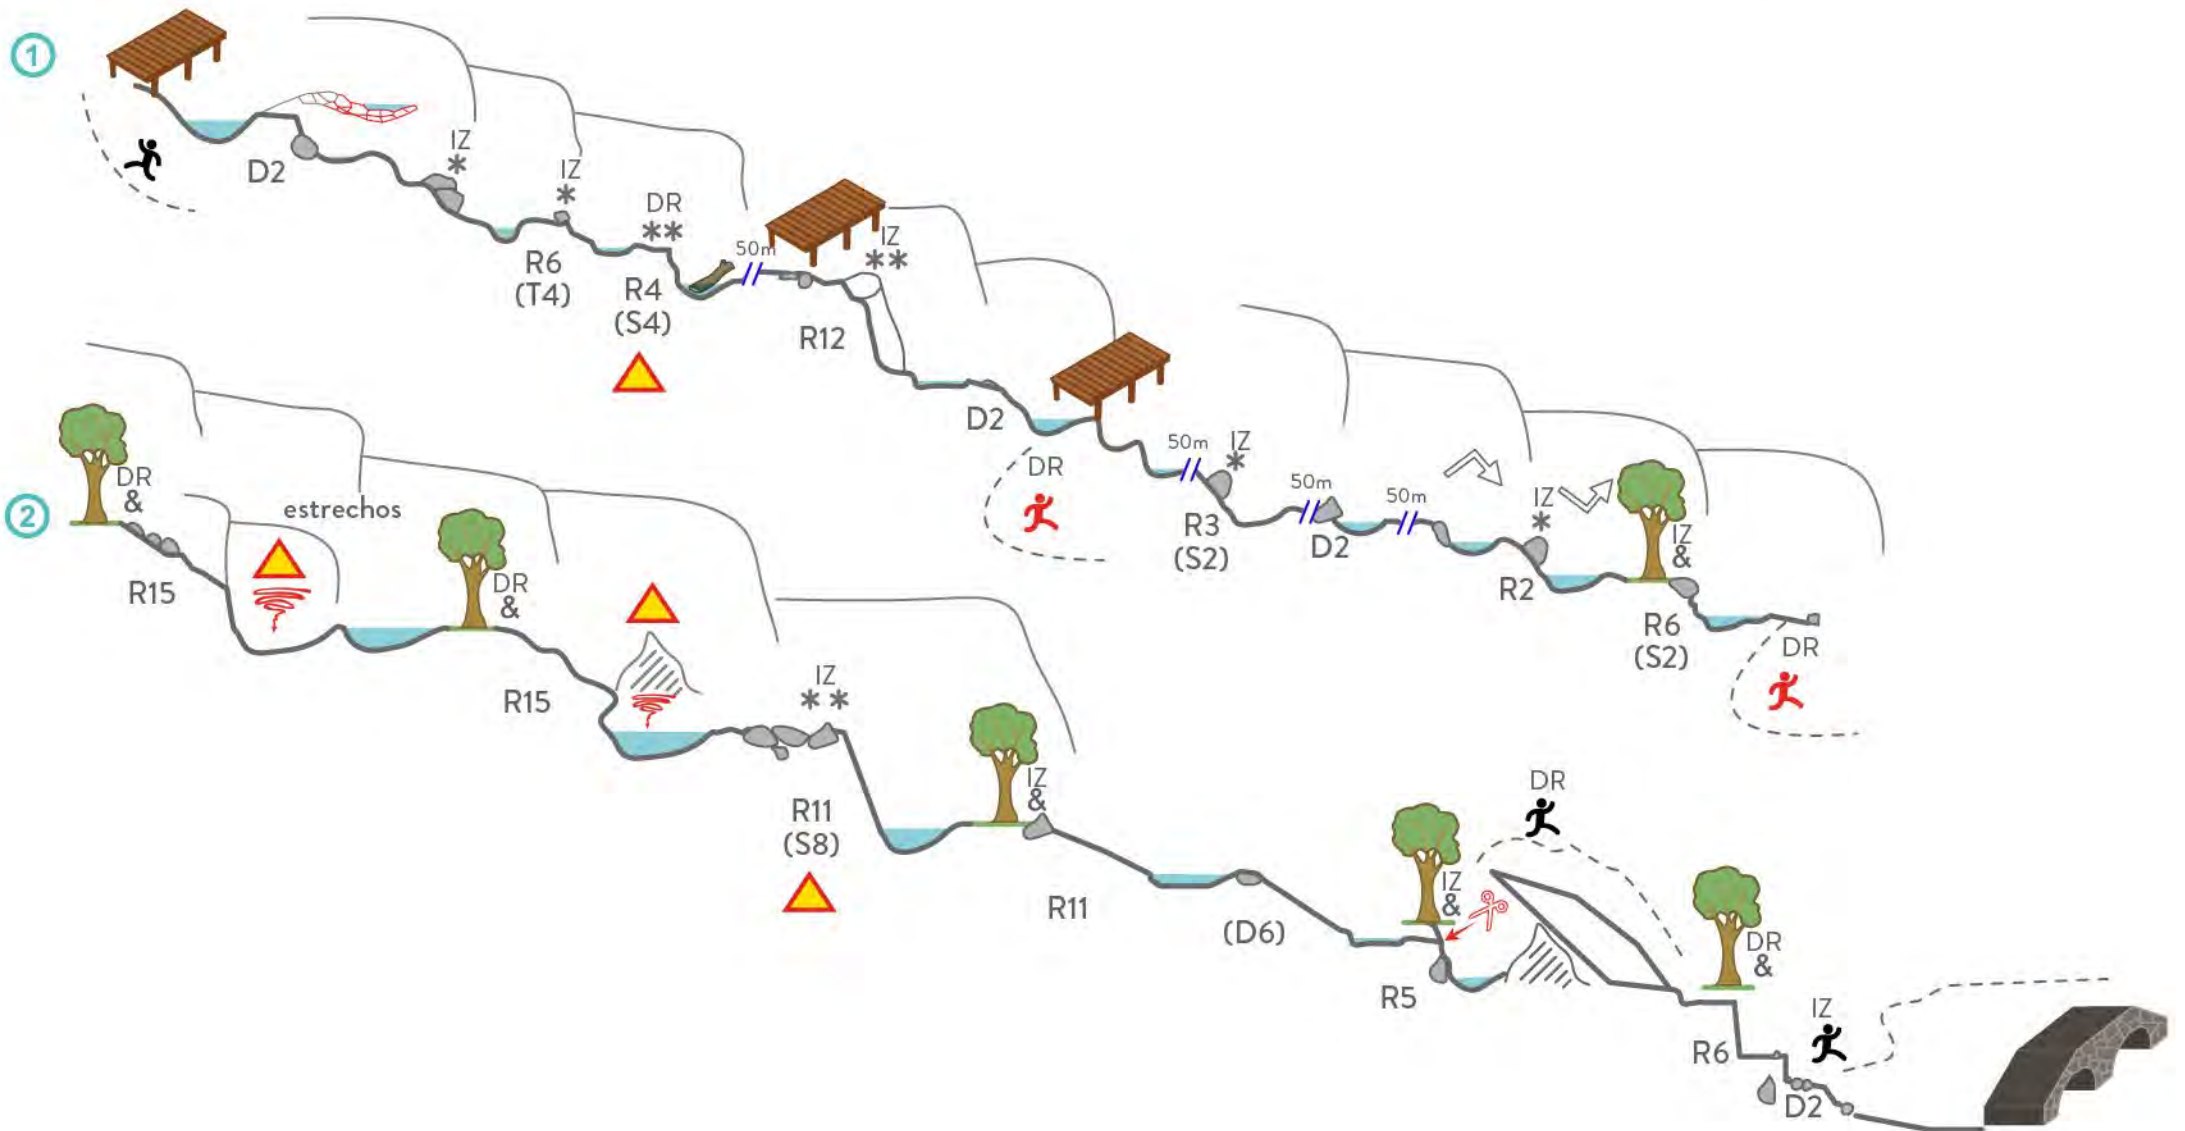 1
D2
IZ
*
IZ
*
R6
(T4)
DR
**
R4
(S4)
50m
IZ
**
R12
D2
DR
50m
IZ
*
R3
(S2)
50m
D2
50m
IZ
*
R2
IZ
&
R6
(S2)
DR
2
DR
&
R15
estrechos
DR
&
R15
IZ
**
R11
(S8)
IZ
&
R11
(D6)
IZ
&
R5
DR
DR
&
R6
IZ
D2